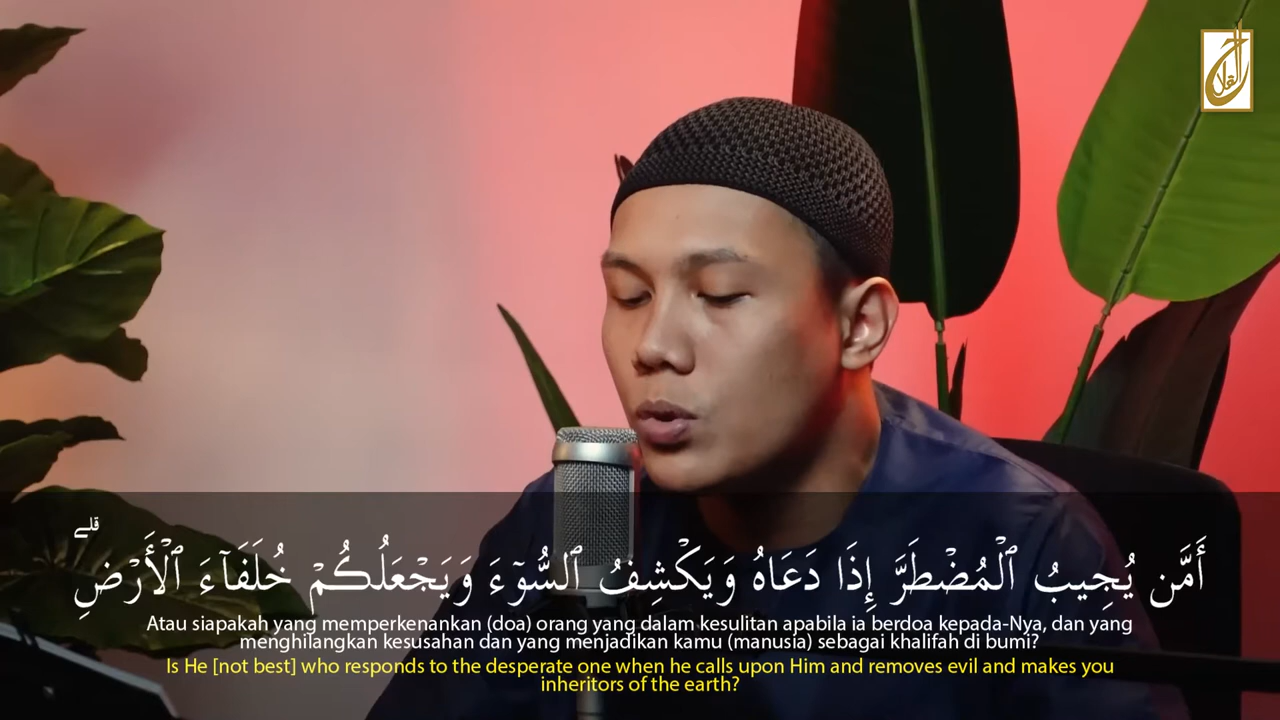 أَمَّن يُجِيبُ ٱلْمُضْطَرَّ إِذَا دَعَاهُ وَيَكْشِفُ ٱلسُّوٓءَ وَيَجْعَلُكُمْ خُلَفَآءَ ٱلْأَرْضِ ۗ
Atau siapakah yang memperkenankan (doa) orang yang dalam kesulitan apabila ia berdoa kepada-Nya, dan yang
menghilangkan kesusahan dan yang menjadikan kamu (manusia) sebagai khalifah di bumi?
Is He [not best] who responds to the desperate one when he calls upon Him and removes evil and makes you
inheritors of the earth?